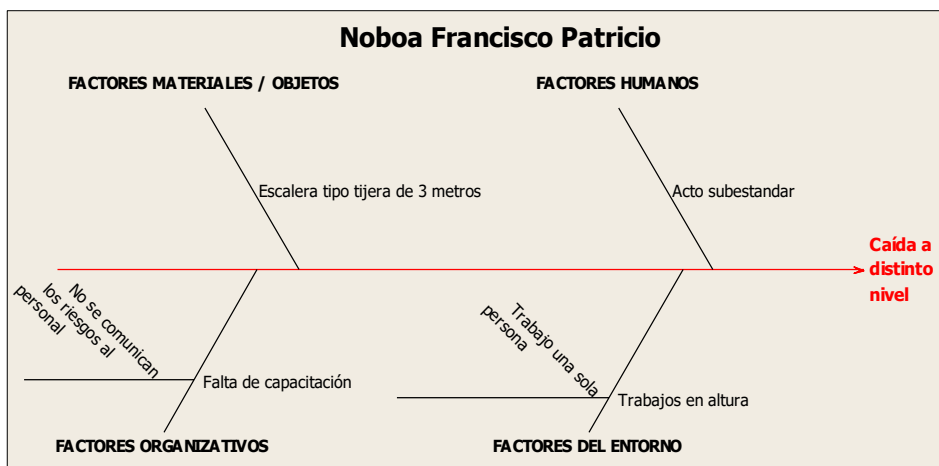 Noboa Francisco Patricio
FACTORES MATERIALES / OBJETOS
FACTORES HUMANOS
Escalera tipo tijera de 3 metros
Acto subestandar
Caída a
distinto
nivel
No se comunican
los riesgos al
personal
Trabajo una sola
persona
Falta de capacitación
Trabajos en altura
FACTORES ORGANIZATIVOS
FACTORES DEL ENTORNO